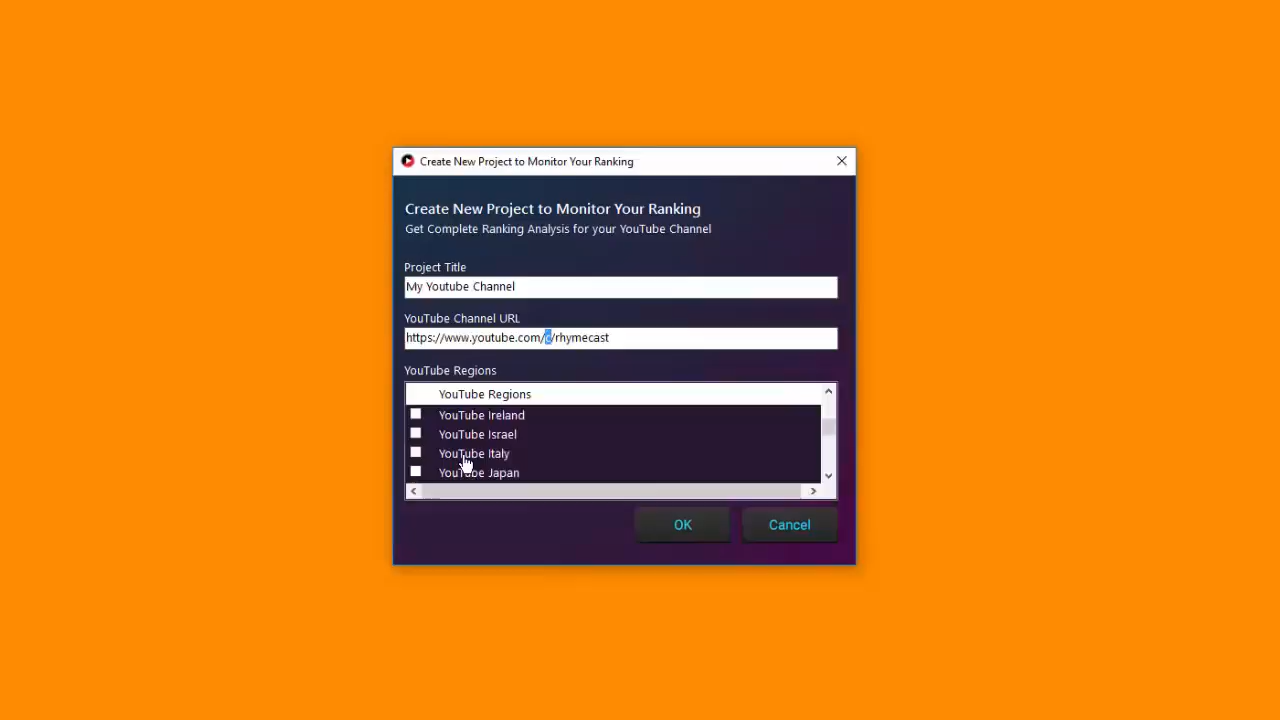 Create New Project to Monitor Your Ranking
Create New Project to Monitor Your Ranking
Get Complete Ranking Analysis for your YouTube Channel
Project Title
My Youtube Channel
YouTube Channel URL
https://www.youtube.com/c/rhymecast
YouTube Regions
YouTube Regions
YouTube Ireland
YouTube Israel
YouTube Italy
YouTube Japan
OK
Cancel